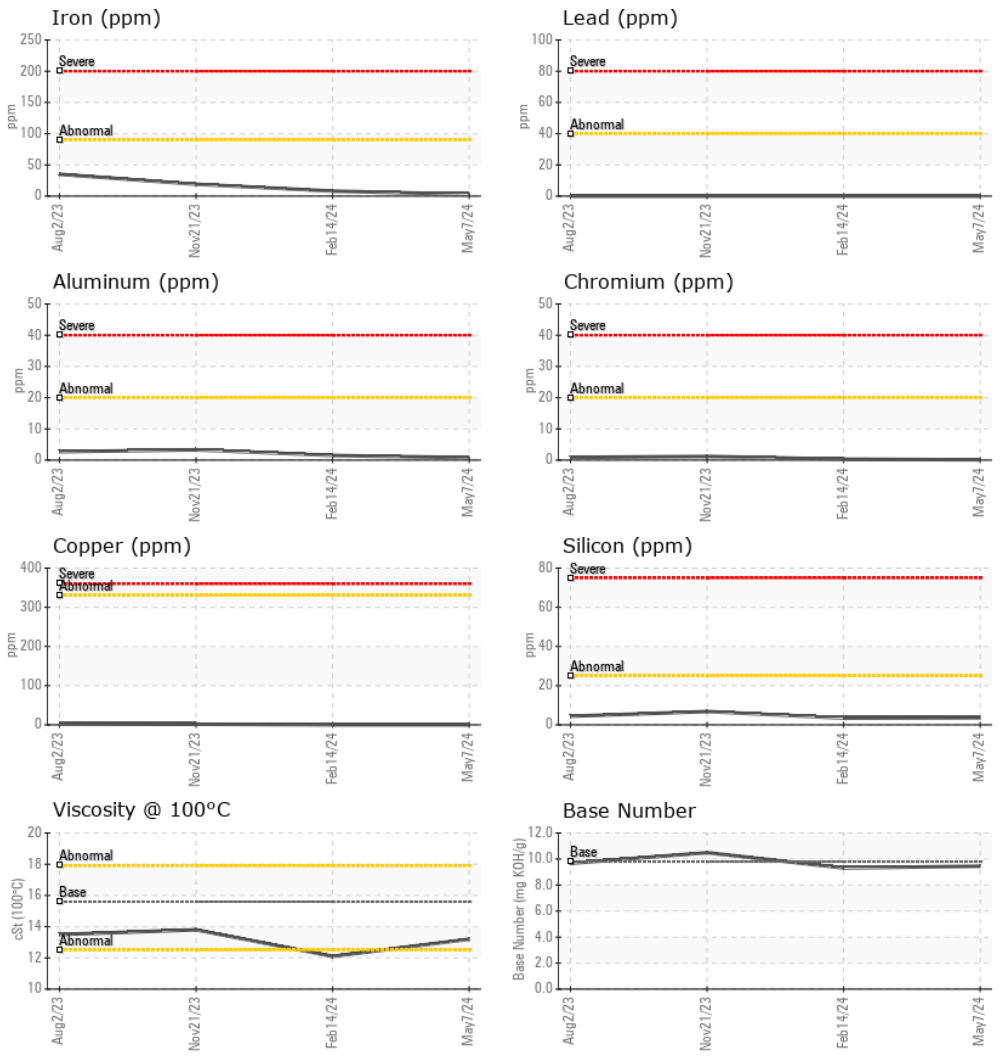 Iron (ppm)
250
200
150
100
50
0
ppm
Severe
Abnormal
Aug2/23
Nov21/23
Feb14/24
May7/24
Lead (ppm)
100
80
60
40
20
0
ppm
Severe
Abnormal
Aug2/23
Nov21/23
Feb14/24
May7/24
Aluminum (ppm)
50
40
30
20
10
0
ppm
Severe
Abnormal
Aug2/23
Nov21/23
Feb14/24
May7/24
Chromium (ppm)
50
40
30
20
10
0
ppm
Severe
Abnormal
Aug2/23
Nov21/23
Feb14/24
May7/24
Copper (ppm)
400
300
200
100
0
ppm
Severe
Abnormal
Aug2/23
Nov21/23
Feb14/24
May7/24
Silicon (ppm)
80
60
40
20
0
ppm
Severe
Abnormal
Aug2/23
Nov21/23
Feb14/24
May7/24
Viscosity @ 100°C
20
18
16
14
12
10
cSt (100°C)
Abnormal
Base
Abnormal
Aug2/23
Nov21/23
Feb14/24
May7/24
Base Number
12.0
10.0
8.0
6.0
4.0
2.0
0.0
Base Number (mg KOH/g)
Base
Aug2/23
Nov21/23
Feb14/24
May7/24